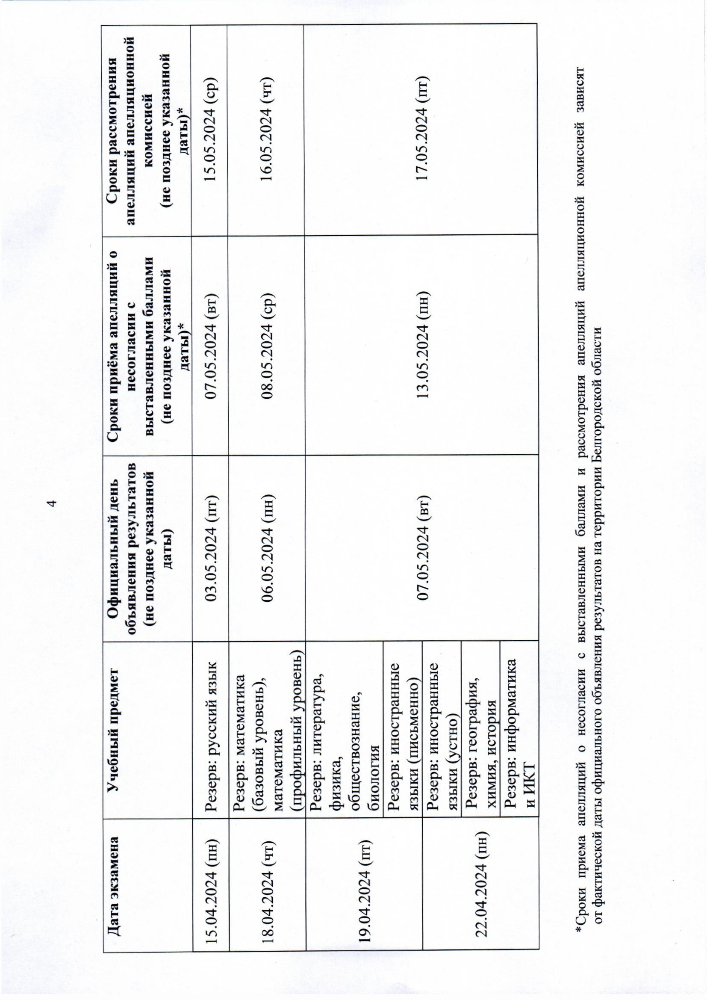 4
Дата экзамена
Учебный предмет
Официальный день
объявления результатов
(не позднее указанной
даты)
Сроки приёма апелляций о
несогласии с
выставленными баллами
(не позднее указанной
даты)*
Сроки рассмотрения
апелляций апелляционной
комиссией
(не позднее указанной
даты)*
15.04.2024 (пн)
Резерв: русский язык
03.05.2024 (пт)
07.05.2024 (вт)
15.05.2024 (ср)
18.04.2024 (чт)
Резерв: математика
(базовый уровень),
математика
(профильный уровень)
06.05.2024 (пн)
08.05.2024 (ср)
16.05.2024 (чт)
19.04.2024 (пт)
Резерв: литература,
физика,
обществознание,
биология
Резерв: иностранные
языки (письменно)
07.05.2024 (вт)
13.05.2024 (пн)
17.05.2024 (пт)
22.04.2024 (пн)
Резерв: иностранные
языки (устно)
Резерв: география,
химия, история
Резерв: информатика
и ИКТ
*Сроки приема апелляций о несогласии с выставленными баллами и рассмотрения апелляций апелляционной комиссией зависят
от фактической даты официального объявления результатов на территории Белгородской области